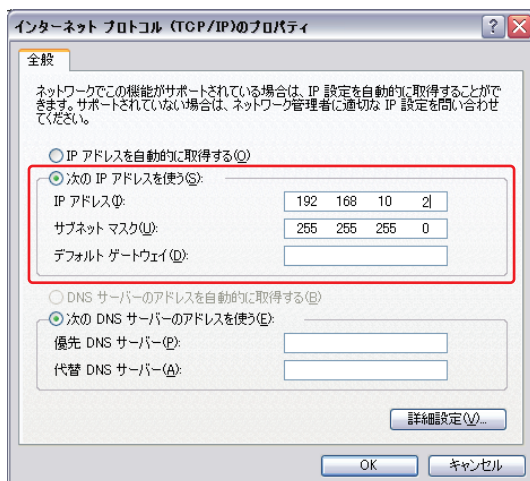 インターネット プロトコル (TCP/IP)のプロパティ
全般
ネットワークでこの機能がサポートされている場合は、IP 設定を自動的に取得することがで
きます。サポートされていない場合は、ネットワーク管理者に適切な IP 設定を問い合わせ
てください。
IP アドレスを自動的に取得する(O)
次の IP アドレスを使う(S):
IP アドレス(I): 192 168 10 2
サブネット マスク(U): 255 255 255 0
デフォルト ゲートウェイ(D):
DNS サーバーのアドレスを自動的に取得する(B)
次の DNS サーバーのアドレスを使う(E):
優先 DNS サーバー(P):
代替 DNS サーバー(A):
詳細設定(V)...
OK キャンセル